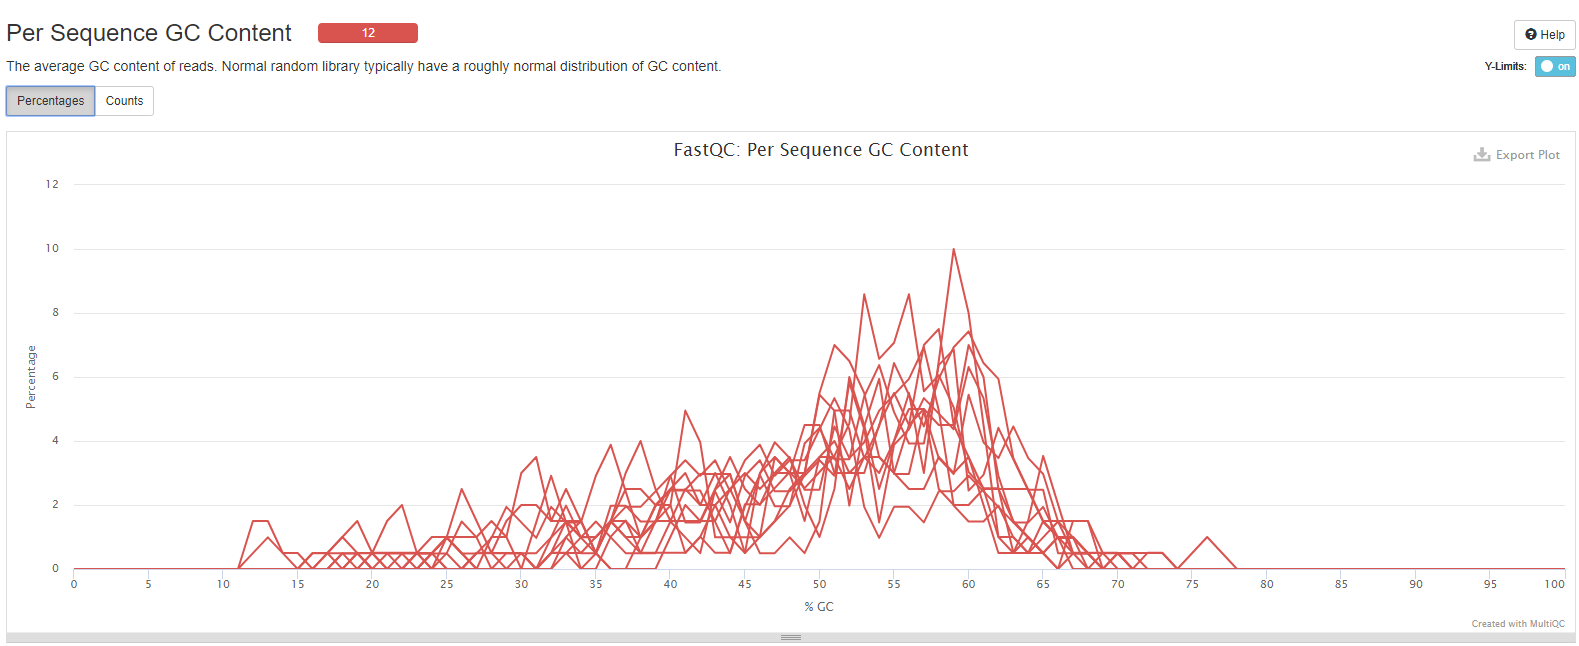 Per Sequence GC Content 12
Help
The average GC content of reads. Normal random library typically have a roughly normal distribution of GC content.
Y-Limits: on
Percentages Counts
FastQC: Per Sequence GC Content
Export Plot
12
10
8
6
4
2
0
Percentage
0 5 10 15 20 25 30 35 40 45 50 55 60 65 70 75 80 85 90 95 100
% GC
Created with MultiQC